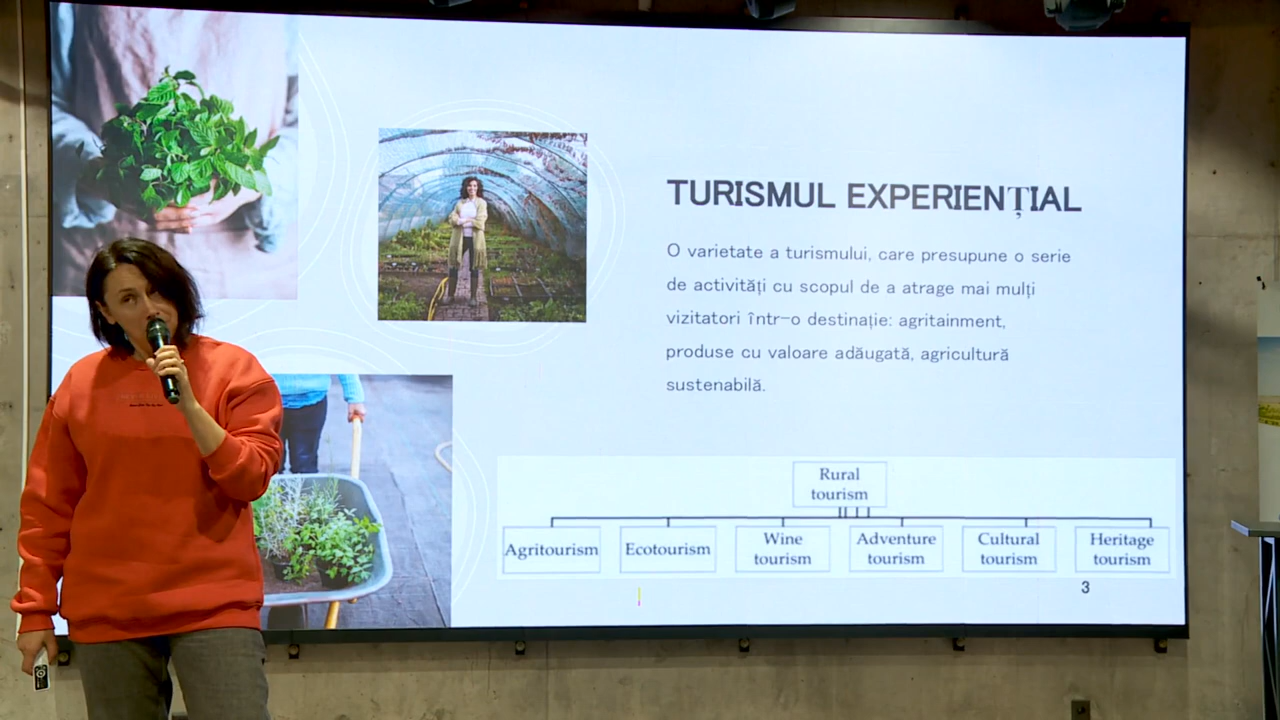 TURISMUL EXPERIENȚIAL
O varietate a turismului, care presupune o serie
de activități cu scopul de a atrage mai mulți
vizitatori într-o destinație: agritainment,
produse cu valoare adăugată, agricultură
sustenabilă.
Rural
tourism
Agritourism
Ecotourism
Wine
tourism
Adventure
tourism
Cultural
tourism
Heritage
tourism
3